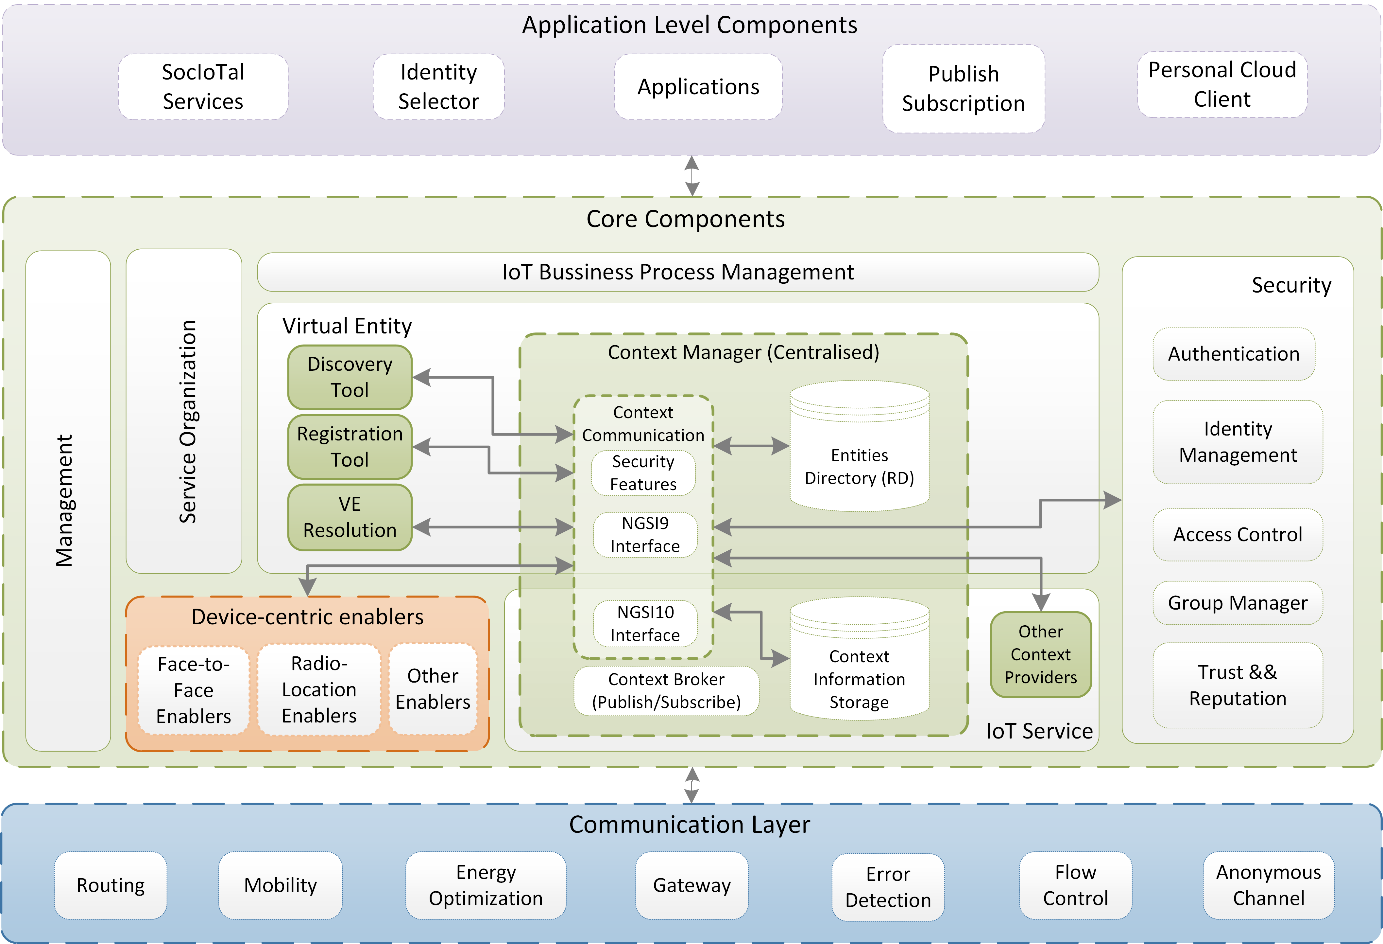 Application Level Components
SocIoTal
Services
Identity
Selector
Applications
Publish
Subscription
Personal Cloud
Client
Core Components
Management
Service Organization
IoT Bussiness Process Management
Virtual Entity
Discovery
Tool
Registration
Tool
VE
Resolution
Context Manager (Centralised)
Context
Communication
Security
Features
NGSI9
Interface
NGSI10
Interface
Entities
Directory (RD)
Context
Information
Storage
Context Broker
(Publish/Subscribe)
Other
Context
Providers
IoT Service
Device-centric enablers
Face-to-
Face
Enablers
Radio-
Location
Enablers
Other
Enablers
Security
Authentication
Identity
Management
Access Control
Group Manager
Trust &&
Reputation
Communication Layer
Routing
Mobility
Energy
Optimization
Gateway
Error
Detection
Flow
Control
Anonymous
Channel